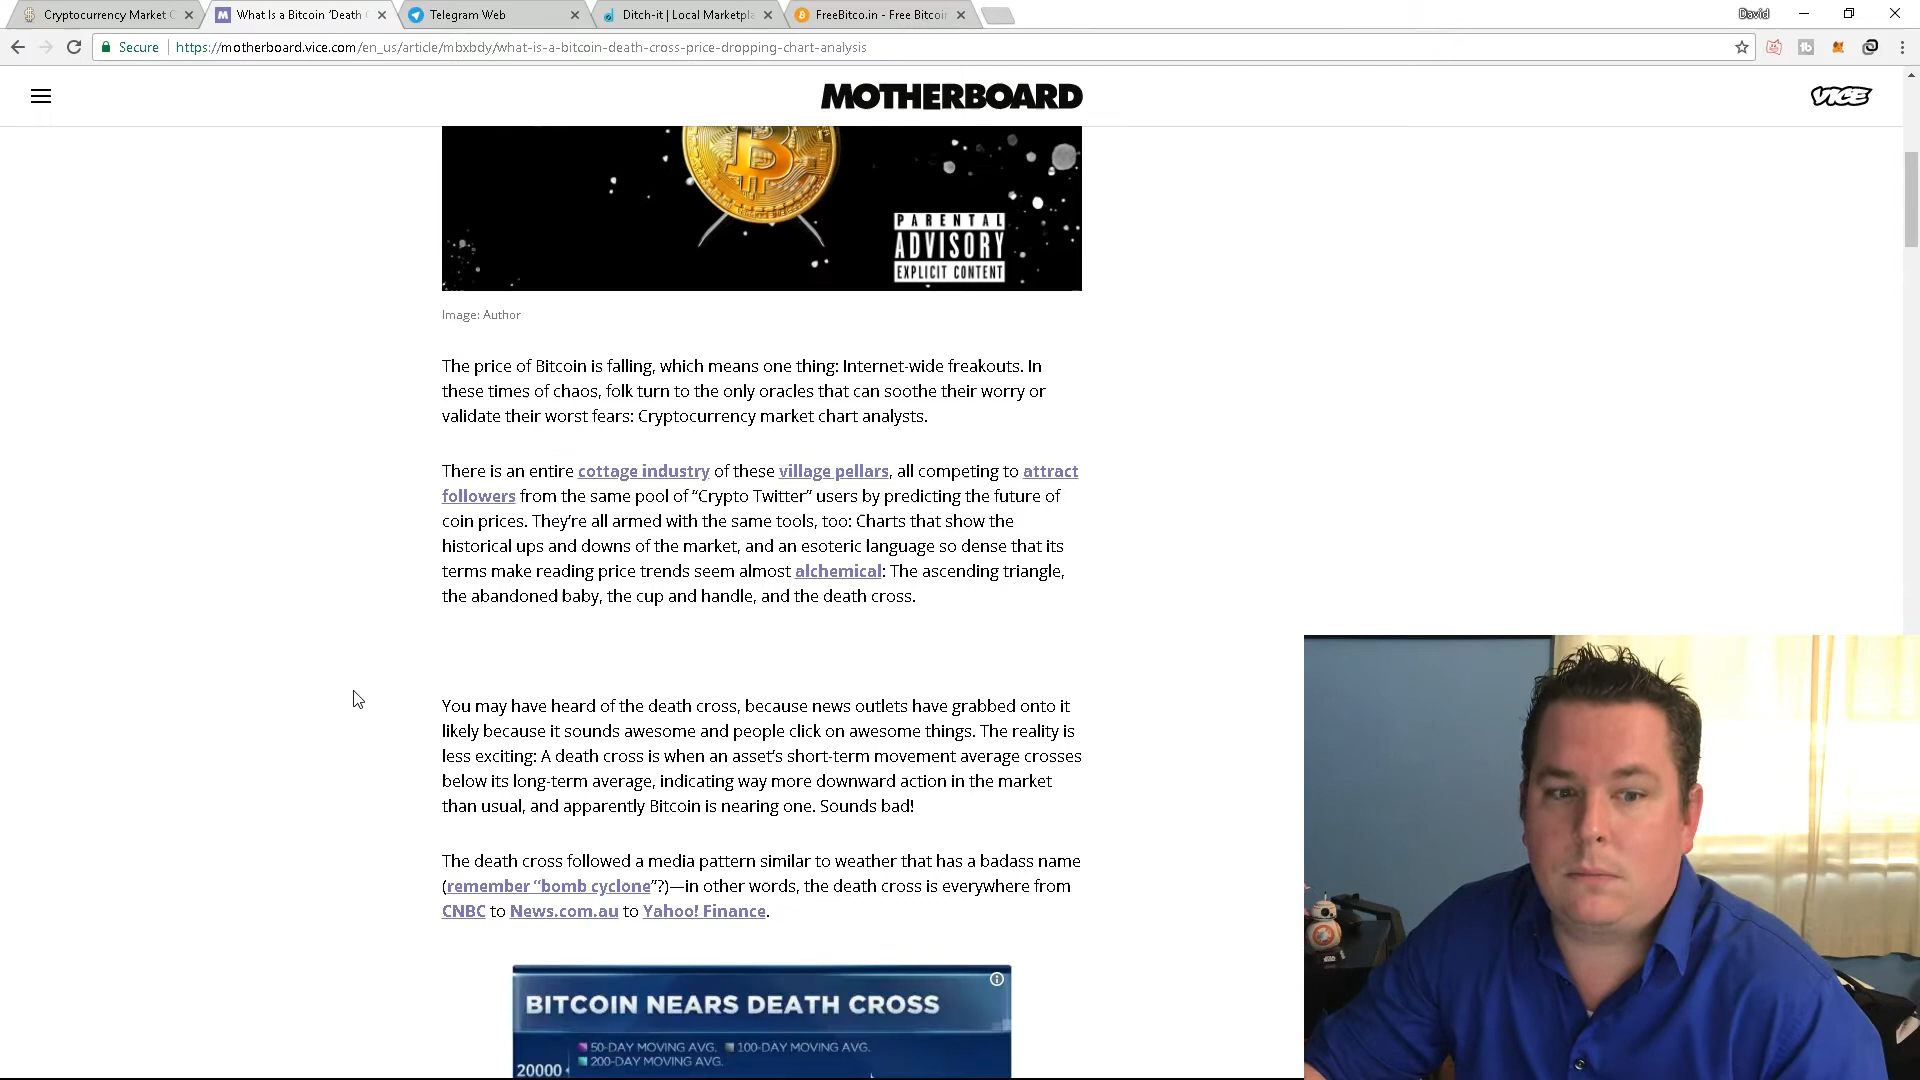 Cryptocurrency Market C
What Is a Bitcoin ‘Death
Telegram Web
Ditch-it | Local Marketpla
FreeBitco.in - Free Bitcoin
David
Secure
https://motherboard.vice.com/en_us/article/mbxbdy/what-is-a-bitcoin-death-cross-price-dropping-chart-analysis
MOTHERBOARD
VICE
PARENTAL
ADVISORY
EXPLICIT CONTENT
Image: Author
The price of Bitcoin is falling, which means one thing: Internet-wide freakouts. In
these times of chaos, folk turn to the only oracles that can soothe their worry or
validate their worst fears: Cryptocurrency market chart analysts.
There is an entire cottage industry of these village pellars, all competing to attract
followers from the same pool of “Crypto Twitter” users by predicting the future of
coin prices. They’re all armed with the same tools, too: Charts that show the
historical ups and downs of the market, and an esoteric language so dense that its
terms make reading price trends seem almost alchemical: The ascending triangle,
the abandoned baby, the cup and handle, and the death cross.
You may have heard of the death cross, because news outlets have grabbed onto it
likely because it sounds awesome and people click on awesome things. The reality is
less exciting: A death cross is when an asset’s short-term movement average crosses
below its long-term average, indicating way more downward action in the market
than usual, and apparently Bitcoin is nearing one. Sounds bad!
The death cross followed a media pattern similar to weather that has a badass name
(remember “bomb cyclone”?)—in other words, the death cross is everywhere from
CNBC to News.com.au to Yahoo! Finance.
BITCOIN NEARS DEATH CROSS
50-DAY MOVING AVG. 100-DAY MOVING AVG.
200-DAY MOVING AVG.
20000